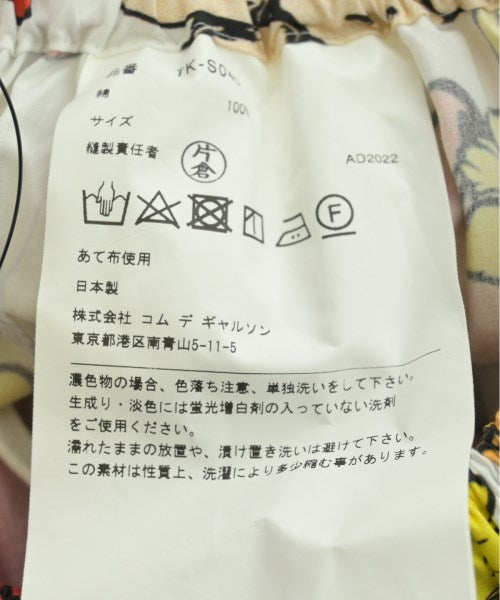 品番 TK-S0
綿 100%
サイズ
縫製責任者 片倉 AD2022
F
あて布使用
日本製
株式会社 コム デ ギャルソン
東京都港区南青山5-11-5
濃色物の場合、色落ち注意、単独洗いをして下さい。
生成り・淡色には蛍光増白剤の入っていない洗剤
をご使用ください。
濡れたままの放置や、漬け置き洗いは避けて下さい。
この素材は性質上、洗濯により多少縮む事があります。